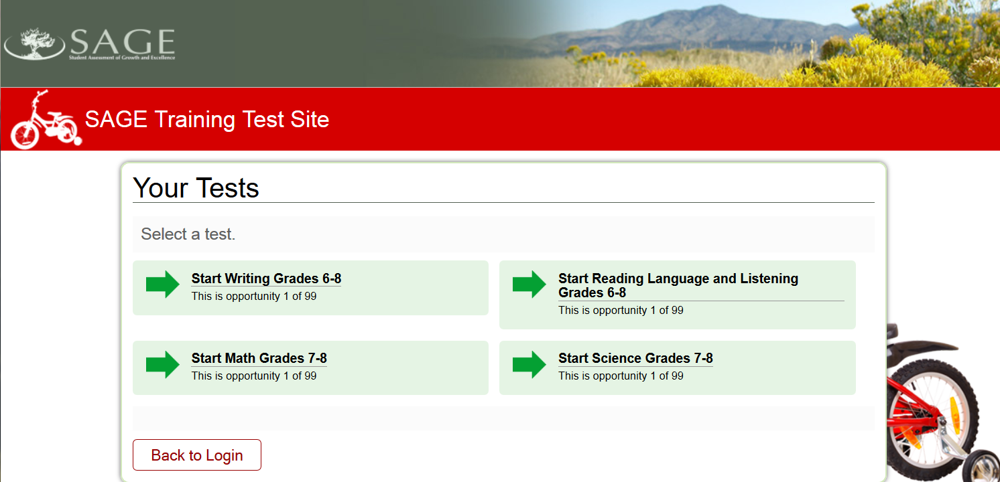 SAGE
Student Assessment of Growth and Excellence
SAGE Training Test Site
Your Tests
Select a test.
Start Writing Grades 6-8
This is opportunity 1 of 99
Start Reading Language and Listening
Grades 6-8
This is opportunity 1 of 99
Start Math Grades 7-8
This is opportunity 1 of 99
Start Science Grades 7-8
This is opportunity 1 of 99
Back to Login